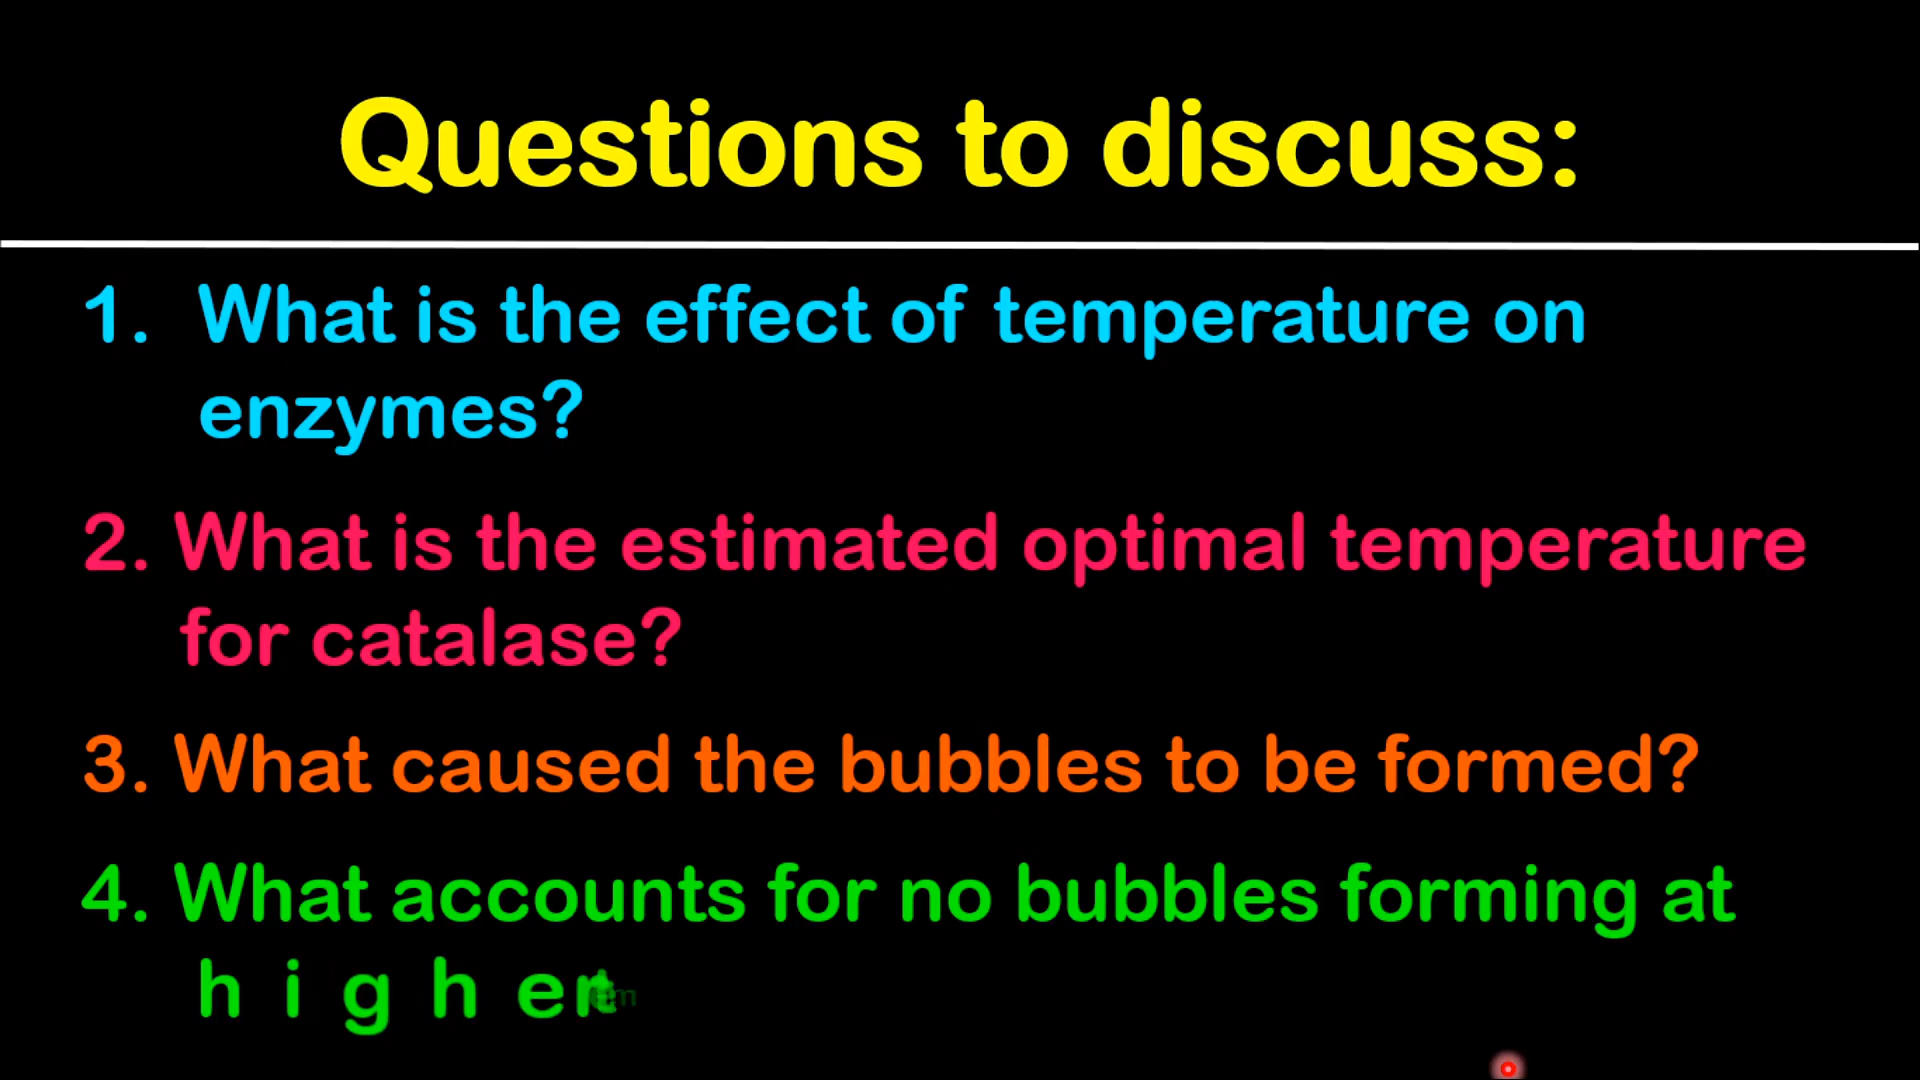 Questions to discuss:
1. What is the effect of temperature on
enzymes?
2. What is the estimated optimal temperature
for catalase?
3. What caused the bubbles to be formed?
4. What accounts for no bubbles forming at
higher